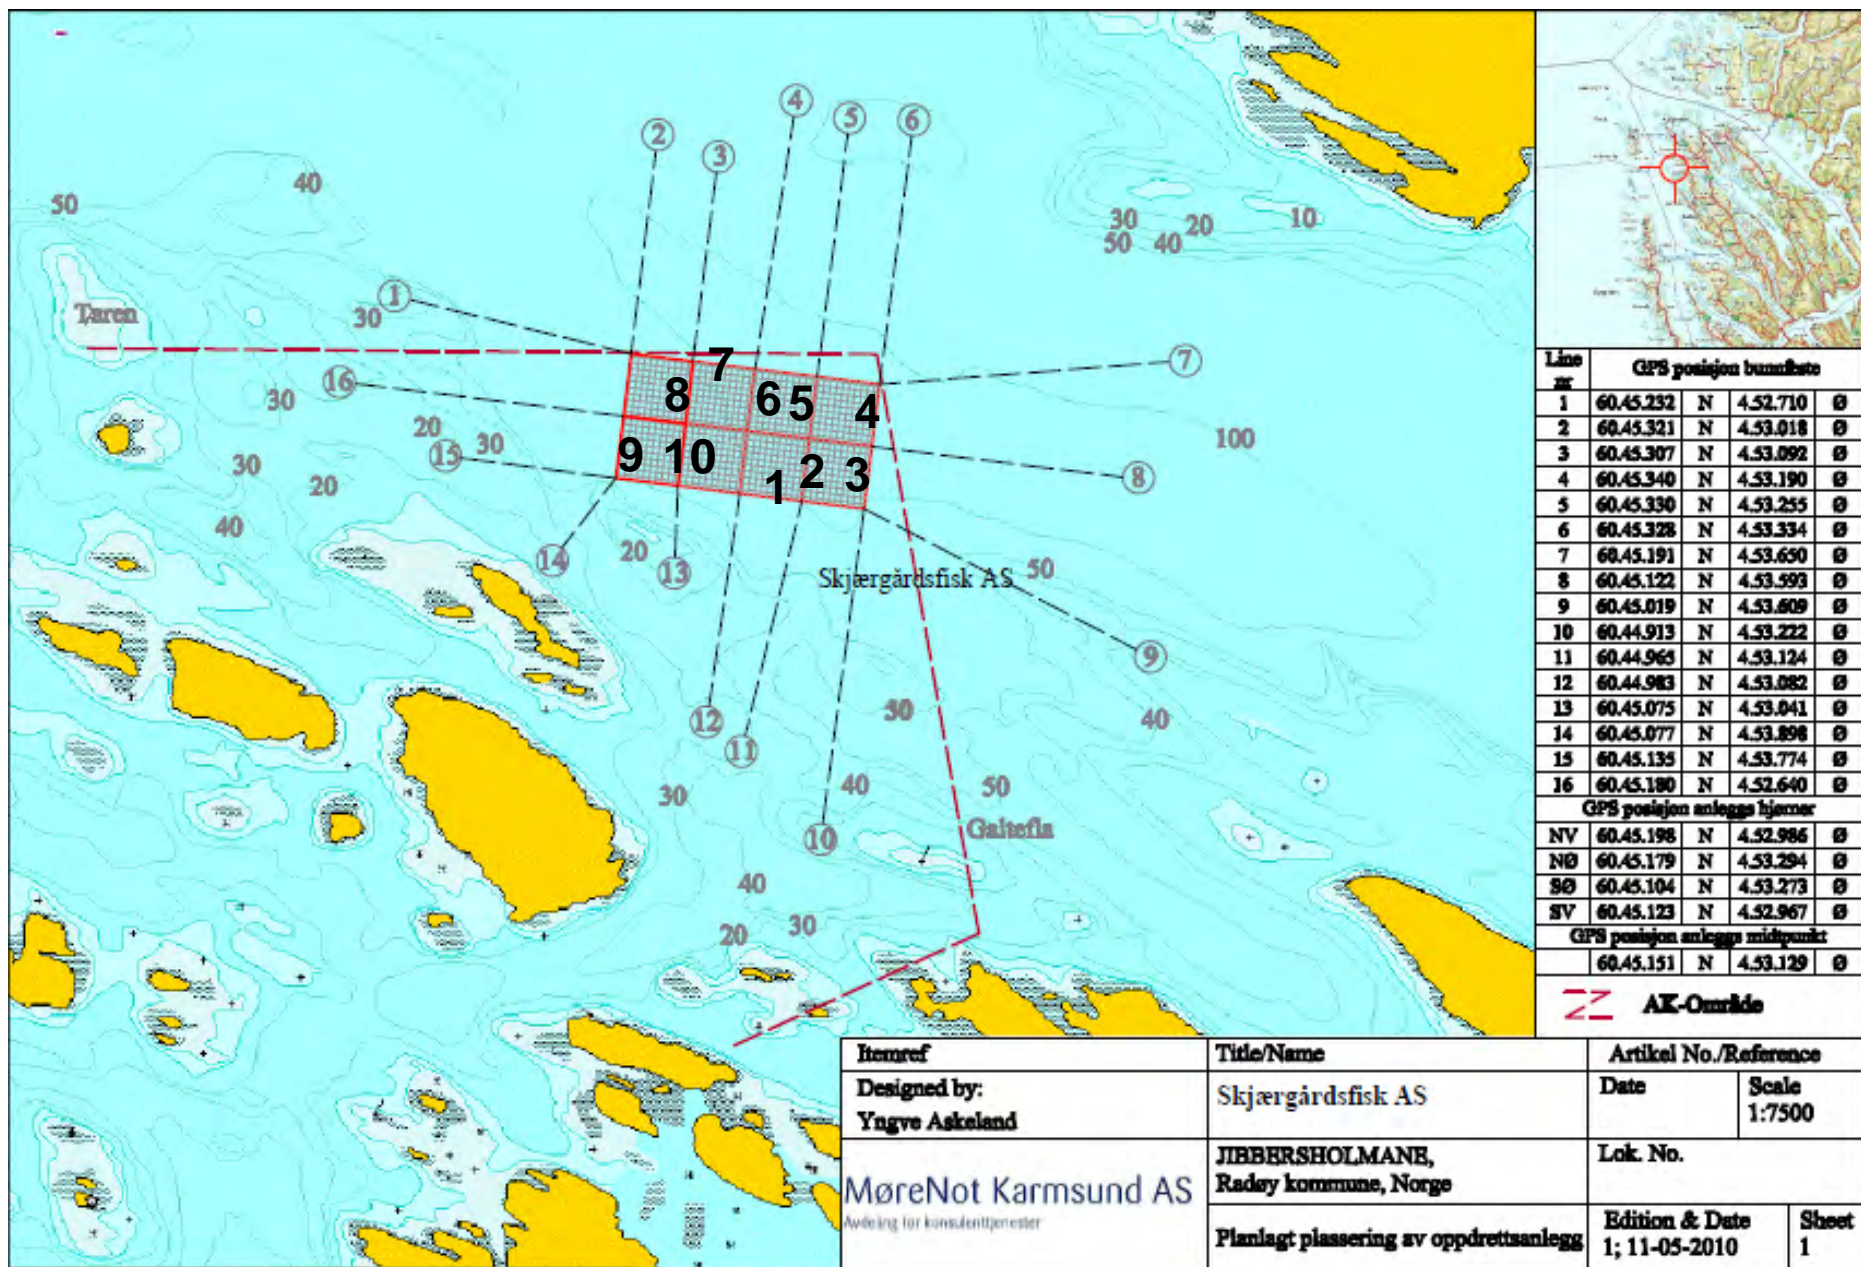 4
5
6
2
3
40
50
30
20
10
50
40
1
Taren
30
7
7
16
8
6
5
4
30
20
100
15
30
9
10
2
3
8
30
1
20
40
14
20
13
Skjærgårdsfisk AS
50
9
12
30
40
11
30
40
50
10
Galtefla
40
20
30
Line nr
GPS posisjon bunnfeste
1 60.45.232 N 4.52.710 Ø
2 60.45.321 N 4.53.018 Ø
3 60.45.307 N 4.53.092 Ø
4 60.45.340 N 4.53.190 Ø
5 60.45.330 N 4.53.255 Ø
6 60.45.328 N 4.53.334 Ø
7 60.45.191 N 4.53.650 Ø
8 60.45.122 N 4.53.593 Ø
9 60.45.019 N 4.53.609 Ø
10 60.44.913 N 4.53.222 Ø
11 60.44.965 N 4.53.124 Ø
12 60.44.983 N 4.53.082 Ø
13 60.45.075 N 4.53.041 Ø
14 60.45.077 N 4.53.898 Ø
15 60.45.135 N 4.53.774 Ø
16 60.45.180 N 4.52.640 Ø
GPS posisjon anleggs hjørner
NV 60.45.198 N 4.52.986 Ø
NØ 60.45.179 N 4.53.294 Ø
SØ 60.45.104 N 4.53.273 Ø
SV 60.45.123 N 4.52.967 Ø
GPS posisjon anleggs midtpunkt
60.45.151 N 4.53.129 Ø
AK-Område
Itemref
Title/Name
Artikel No./Reference
Designed by:
Yngve Askeland
Skjærgårdsfisk AS
Date
Scale
1:7500
MøreNot Karmsund AS
Avdeling for konsulenttjenester
JIBBERSHOLMANE,
Radøy kommune, Norge
Lok. No.
Planlagt plassering av oppdrettsanlegg
Edition & Date
1; 11-05-2010
Sheet
1